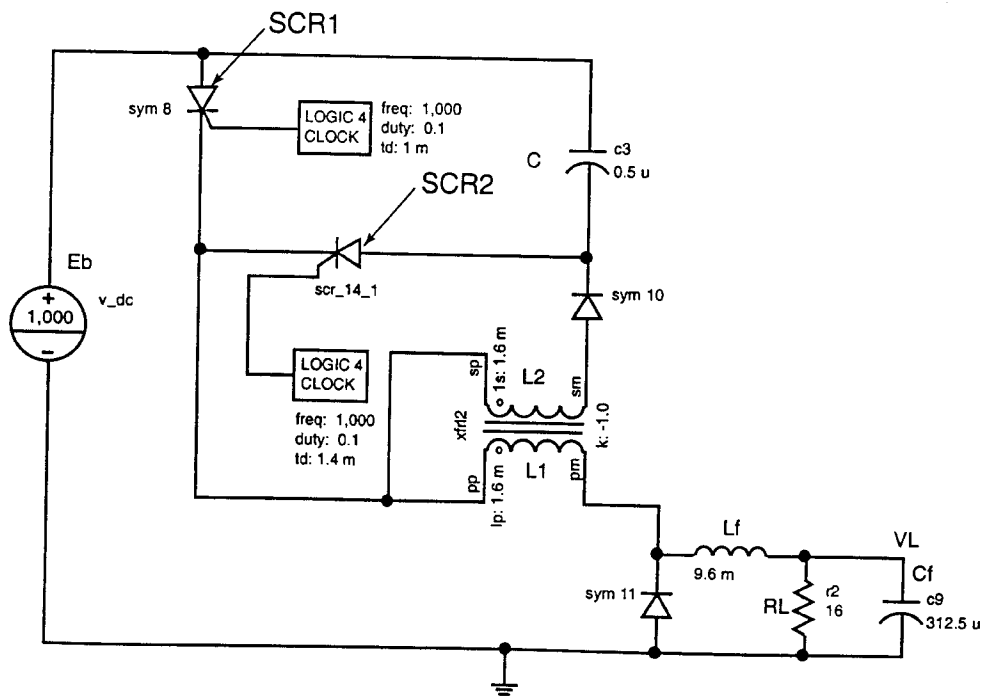 SCR1
sym 8
LOGIC 4
CLOCK
freq: 1,000
duty: 0.1
td: 1 m
C
c3
0.5 u
SCR2
scr_14_1
Eb
v_dc
+
1,000
−
sym 10
LOGIC 4
CLOCK
freq: 1,000
duty: 0.1
td: 1.4 m
sp
1s: 1.6 m
L2
sm
xfrl2
k: -1.0
pp
lp: 1.6 m
L1
pm
Lf
9.6 m
VL
Cf
c9
312.5 u
sym 11
RL
r2
16